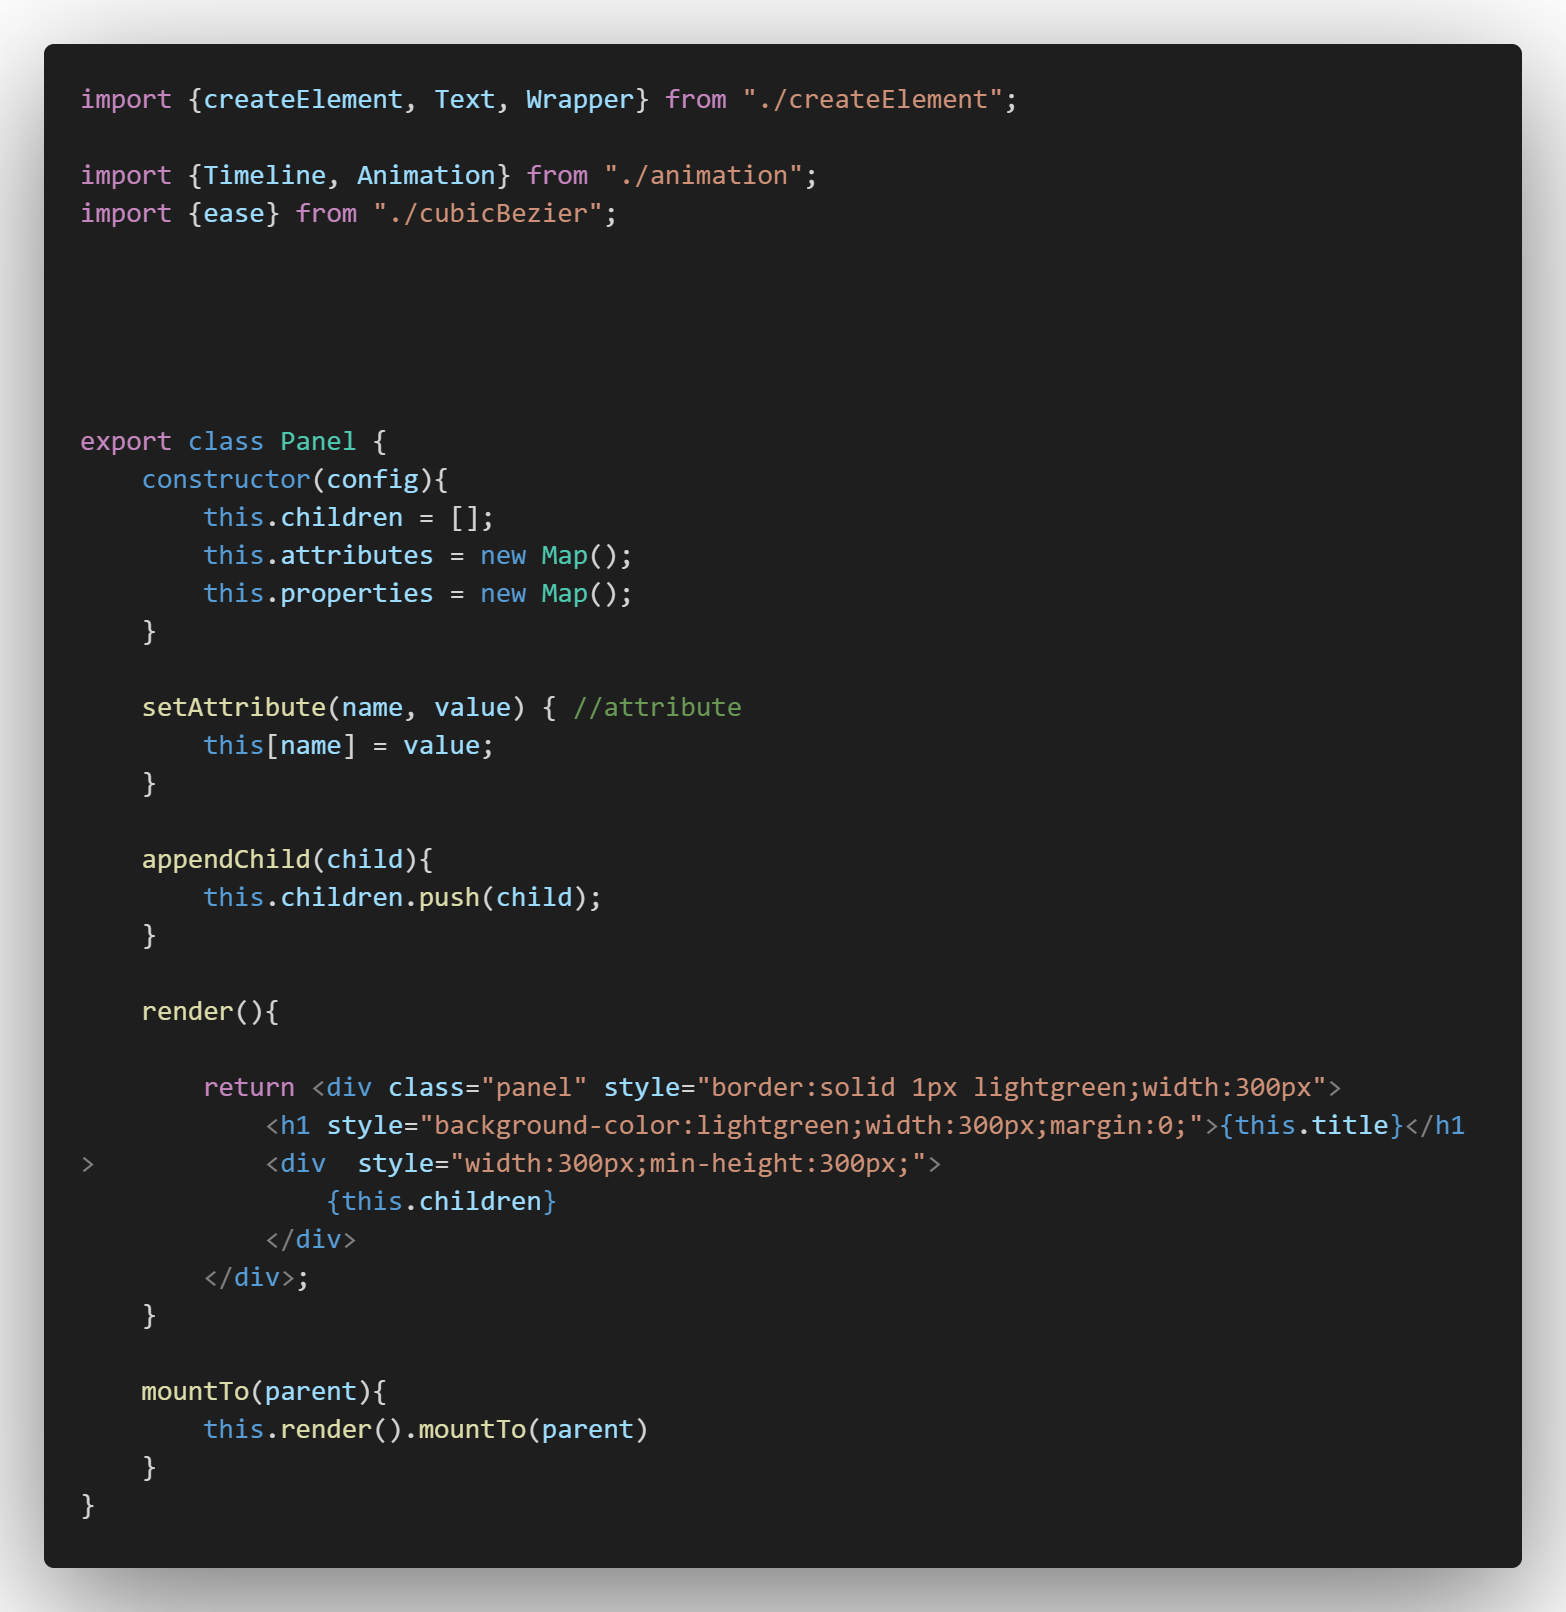 import {createElement, Text, Wrapper} from "./createElement";

import {Timeline, Animation} from "./animation";
import {ease} from "./cubicBezier";





export class Panel {
    constructor(config){
        this.children = [];
        this.attributes = new Map();
        this.properties = new Map();
    }

    setAttribute(name, value) { //attribute
        this[name] = value;
    }

    appendChild(child){
        this.children.push(child);
    }

    render(){

        return <div class="panel" style="border:solid 1px lightgreen;width:300px">
            <h1 style="background-color:lightgreen;width:300px;margin:0;">{this.title}</h1
>           <div  style="width:300px;min-height:300px;">
                {this.children}
            </div>
        </div>;
    }

    mountTo(parent){
        this.render().mountTo(parent)
    }
}